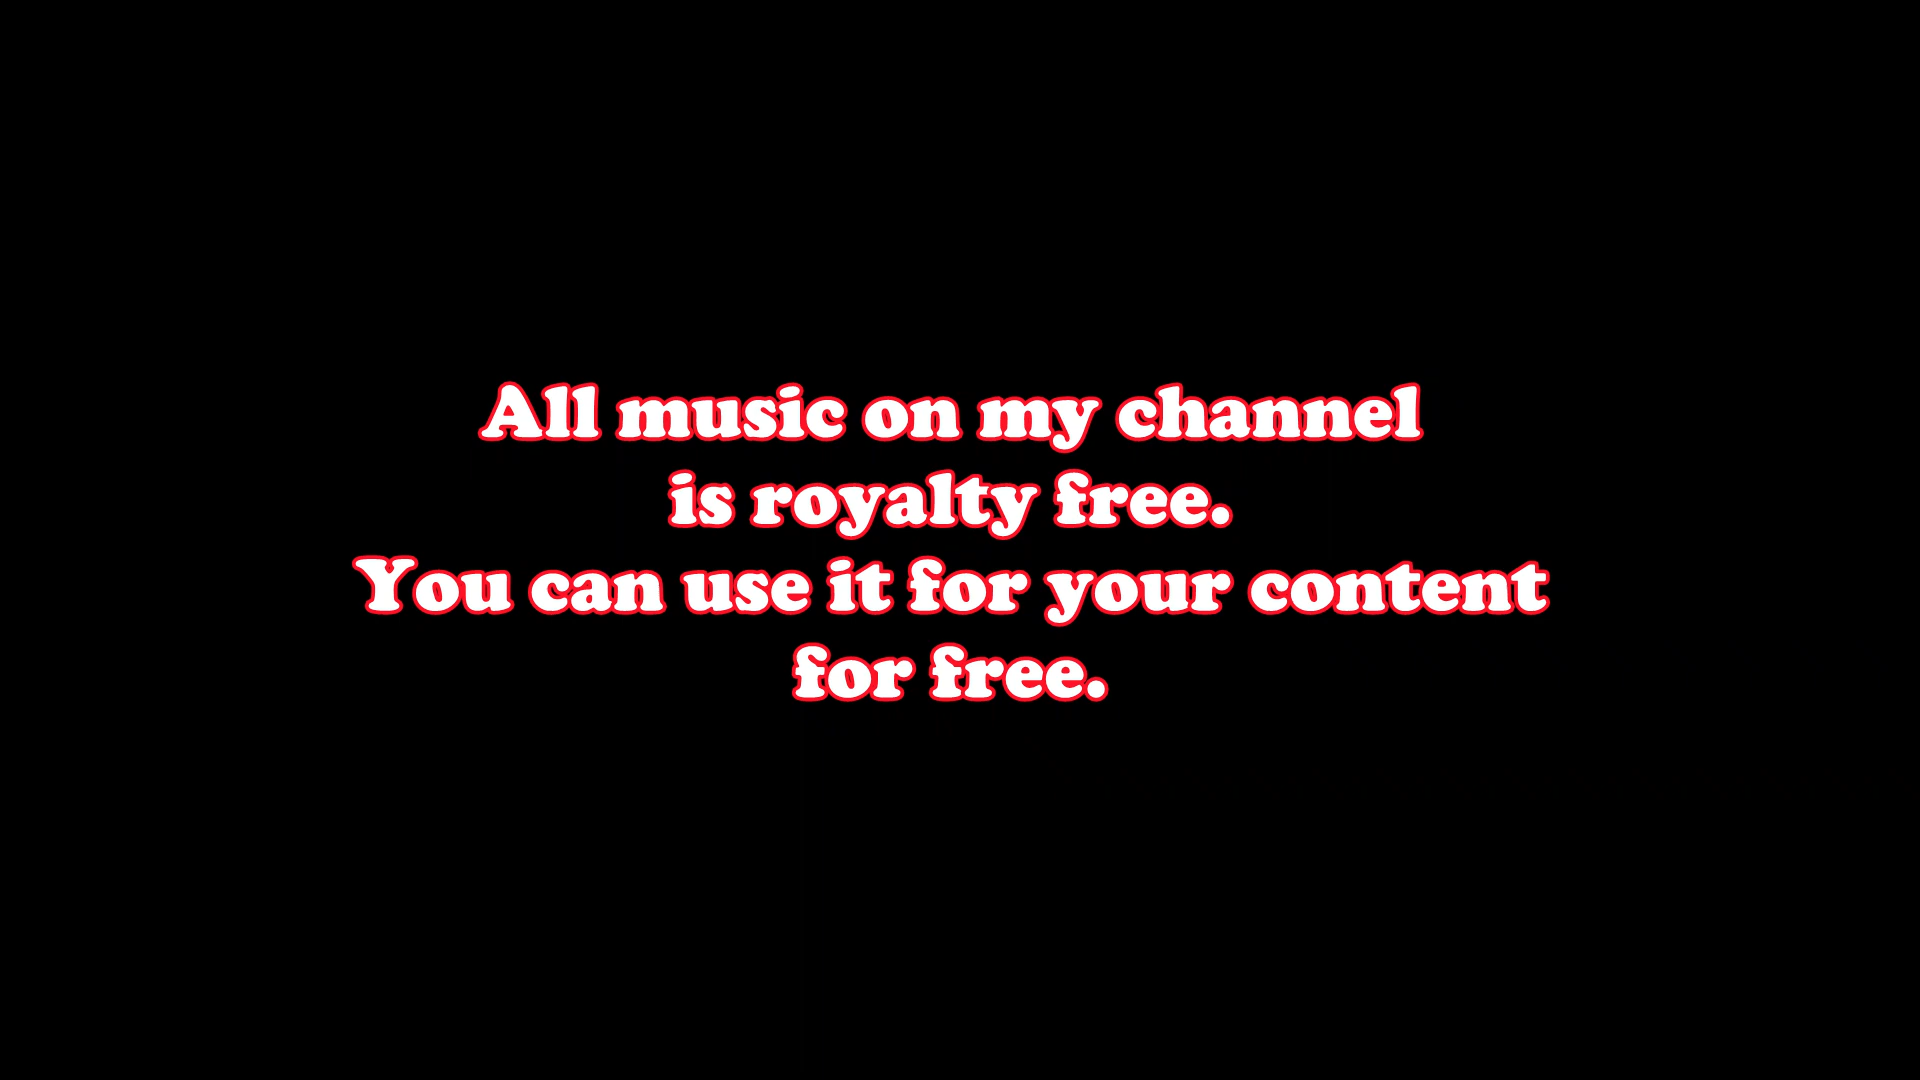 All music on my channel
is royalty free.
You can use it for your content
for free.